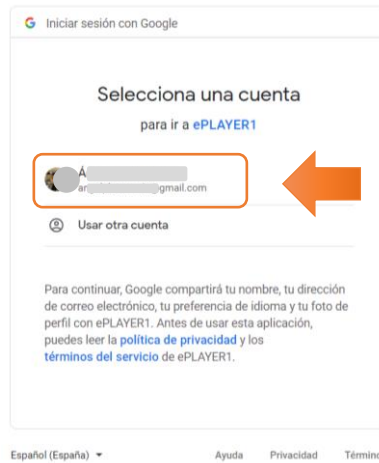 Iniciar sesión con Google
Selecciona una cuenta
para ir a ePLAYER1
gmail.com
Usar otra cuenta
Para continuar, Google compartirá tu nombre, tu dirección
de correo electrónico, tu preferencia de idioma y tu foto de
perfil con ePLAYER1. Antes de usar esta aplicación,
puedes leer la política de privacidad y los
términos del servicio de ePLAYER1.
Español (España) Ayuda Privacidad Término